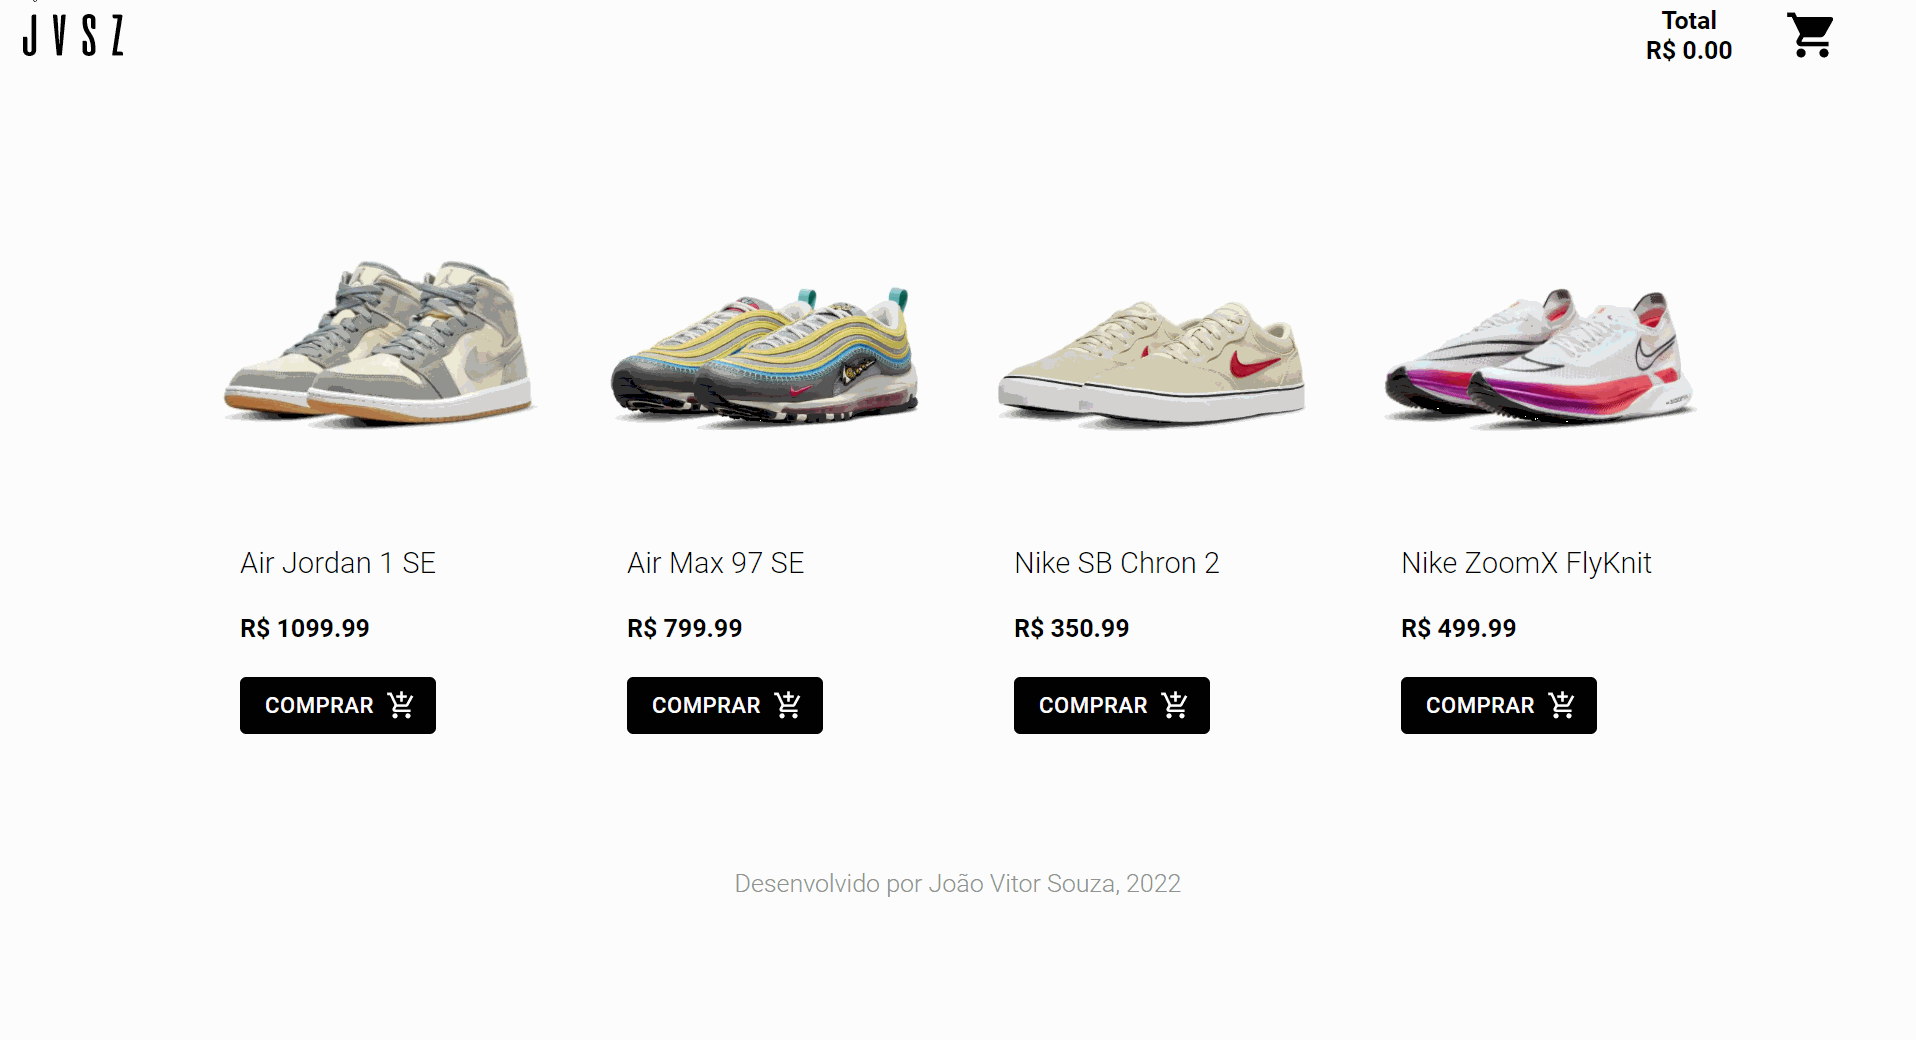 JVSZ
Total
R$ 0.00
Air Jordan 1 SE
R$ 1099.99
COMPRAR
Air Max 97 SE
R$ 799.99
COMPRAR
Nike SB Chron 2
R$ 350.99
COMPRAR
Nike ZoomX FlyKnit
R$ 499.99
COMPRAR
Desenvolvido por João Vitor Souza, 2022